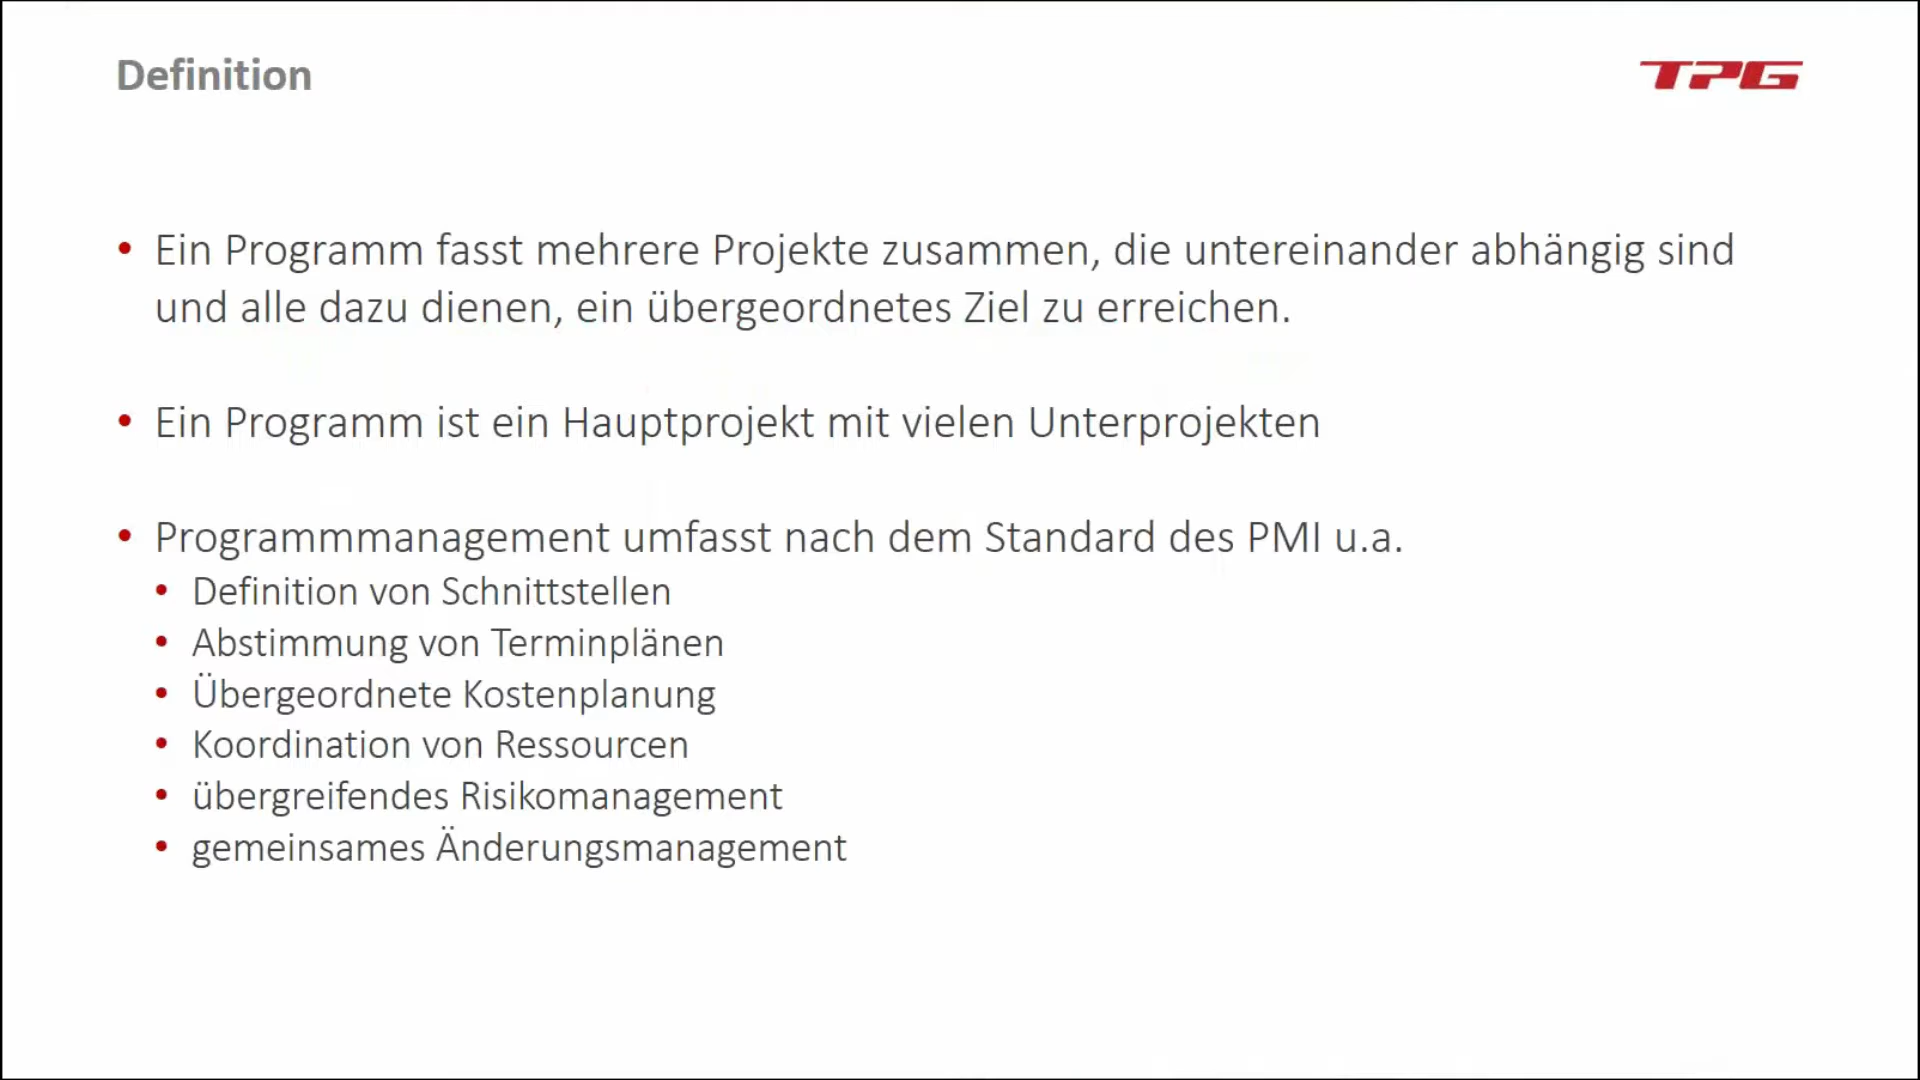 Definition
TPG
• Ein Programm fasst mehrere Projekte zusammen, die untereinander abhängig sind
und alle dazu dienen, ein übergeordnetes Ziel zu erreichen.
• Ein Programm ist ein Hauptprojekt mit vielen Unterprojekten
• Programmmanagement umfasst nach dem Standard des PMI u.a.
• Definition von Schnittstellen
• Abstimmung von Terminplänen
• Übergeordnete Kostenplanung
• Koordination von Ressourcen
• übergreifendes Risikomanagement
• gemeinsames Änderungsmanagement